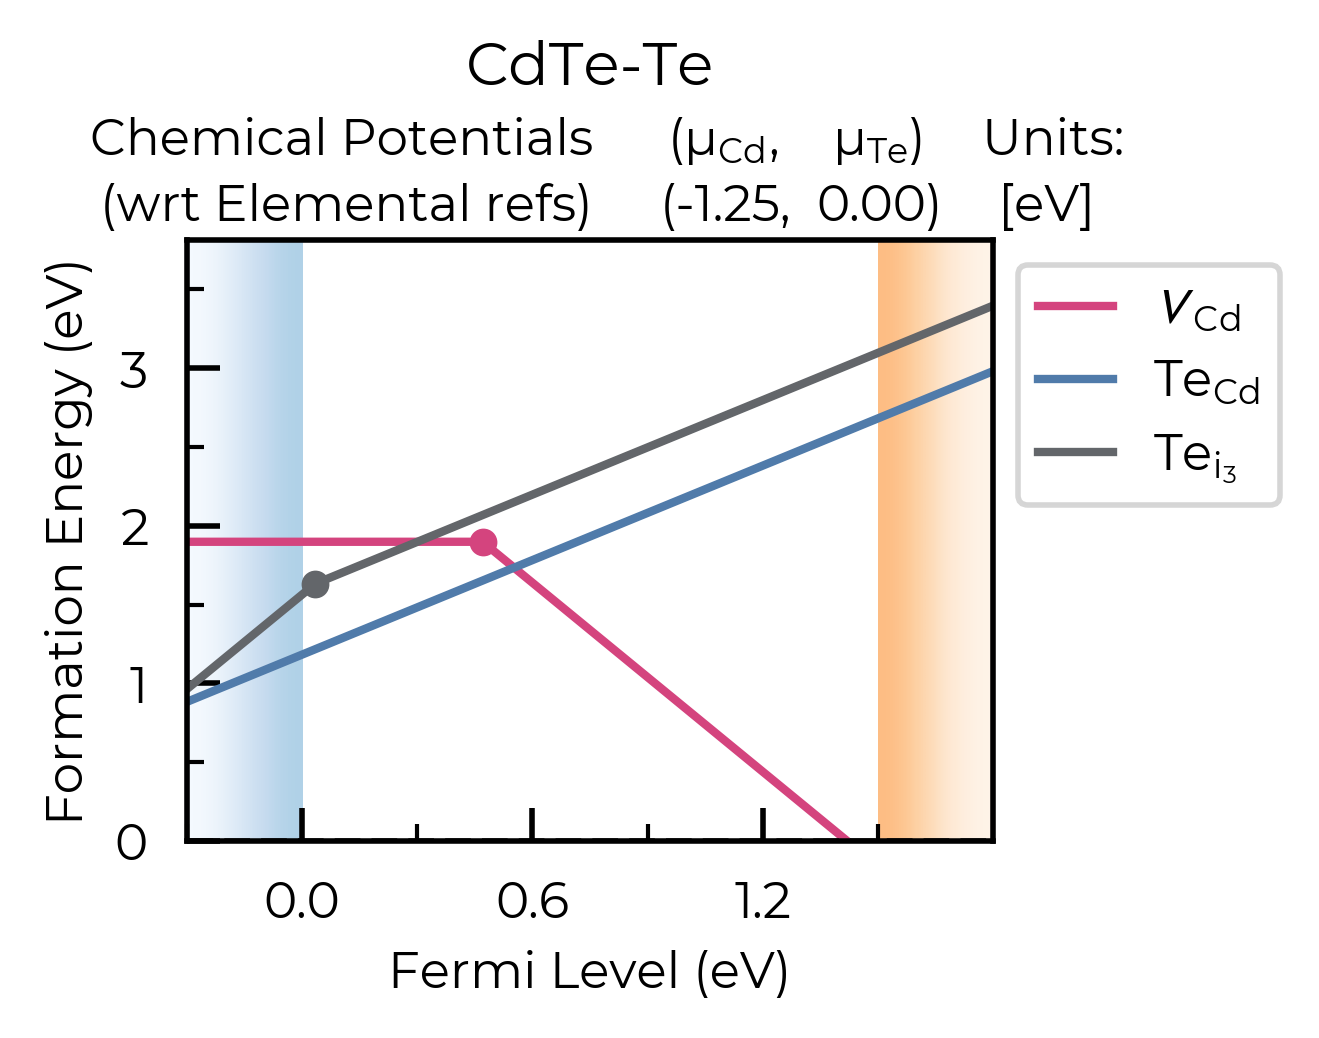 CdTe-Te
Chemical Potentials (μCd, μTe) Units:
(wrt Elemental refs) (-1.25, 0.00) [eV]
Formation Energy (eV)
3
2
1
0
0.0 0.6 1.2
Fermi Level (eV)
VCd
TeCd
Tei3